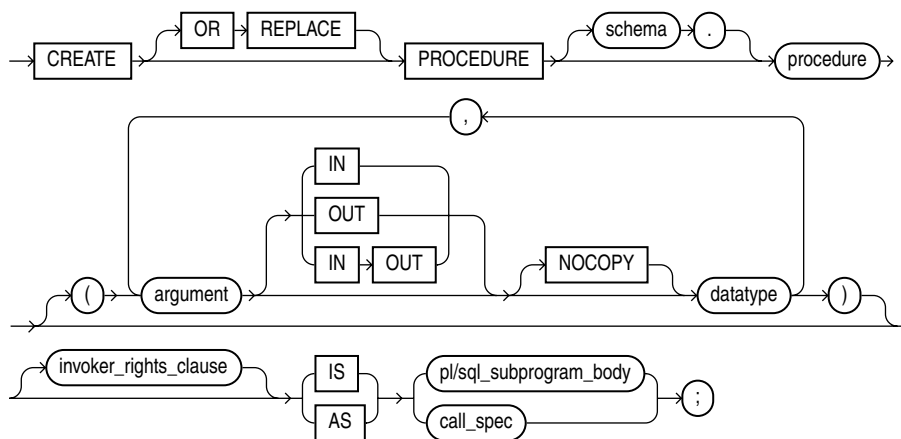 OR REPLACE schema .
CREATE PROCEDURE procedure
,
IN
OUT
IN OUT NOCOPY
( argument datatype )
invoker_rights_clause IS pl/sql_subprogram_body
AS call_spec ;